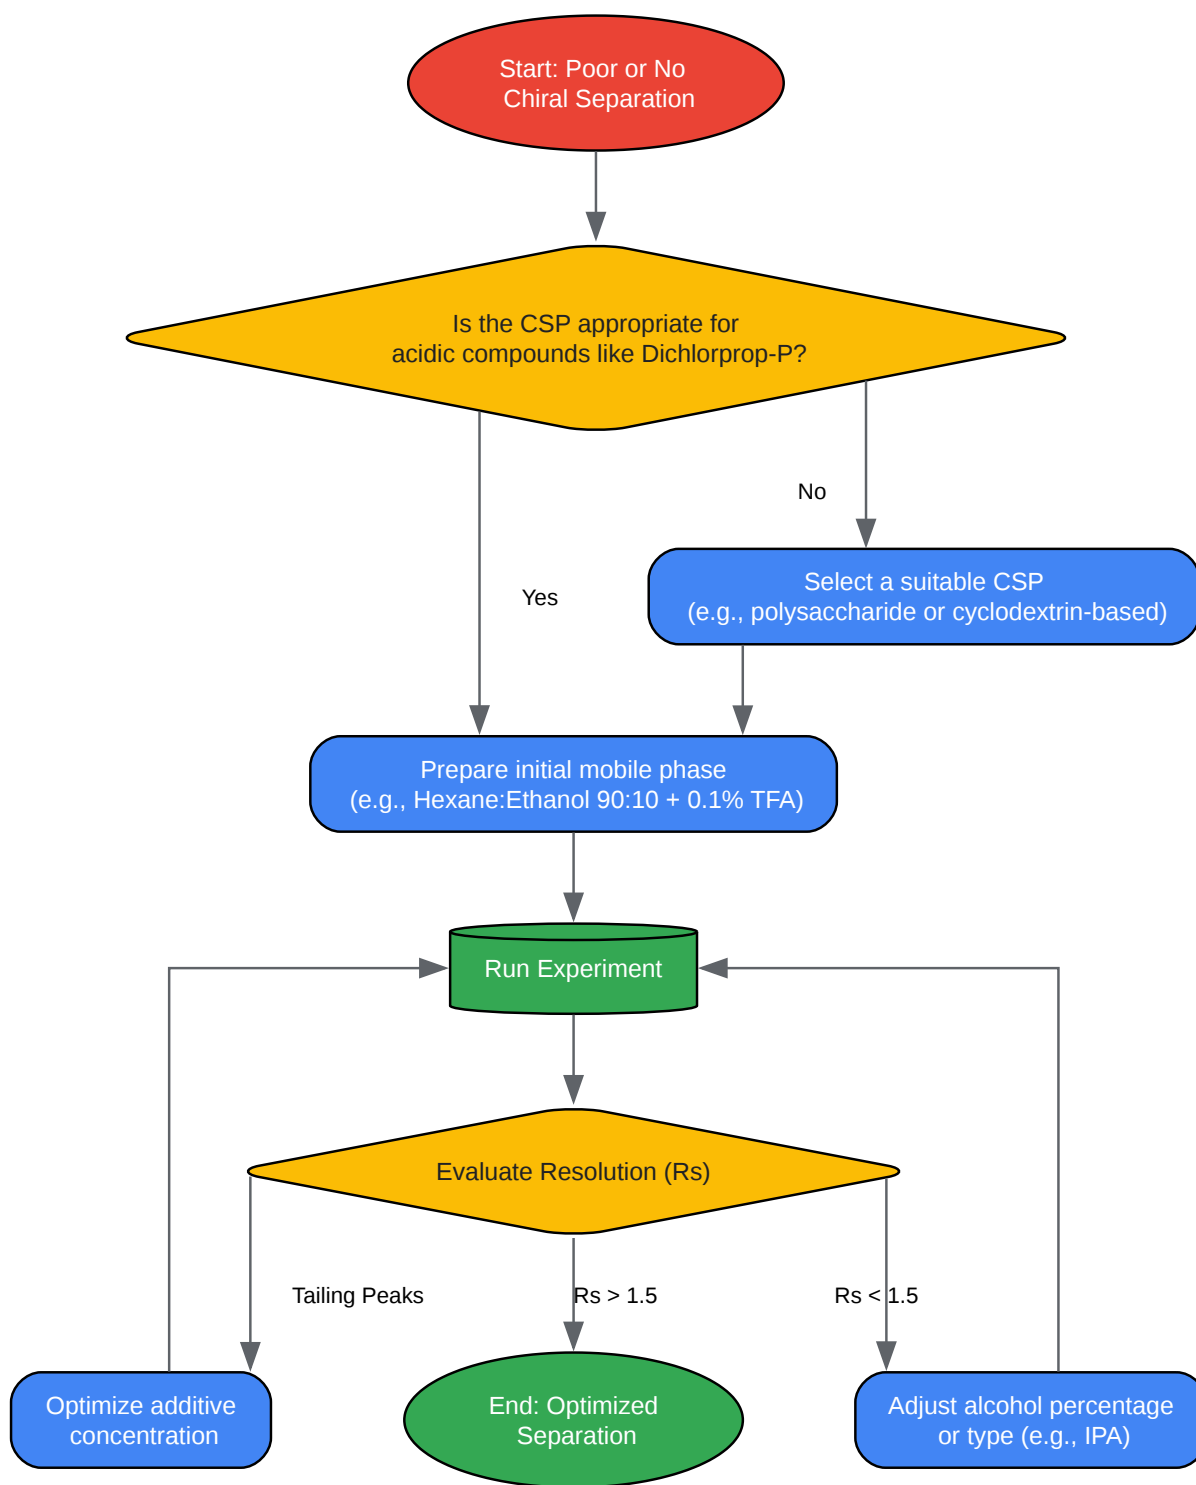 Start: Poor or No
Chiral Separation
Is the CSP appropriate for
acidic compounds like Dichlorprop-P?
No
Select a suitable CSP
(e.g., polysaccharide or cyclodextrin-based)
Yes
Prepare initial mobile phase
(e.g., Hexane:Ethanol 90:10 + 0.1% TFA)
Run Experiment
Evaluate Resolution (Rs)
Tailing Peaks
Rs > 1.5
Rs < 1.5
Optimize additive
concentration
End: Optimized
Separation
Adjust alcohol percentage
or type (e.g., IPA)